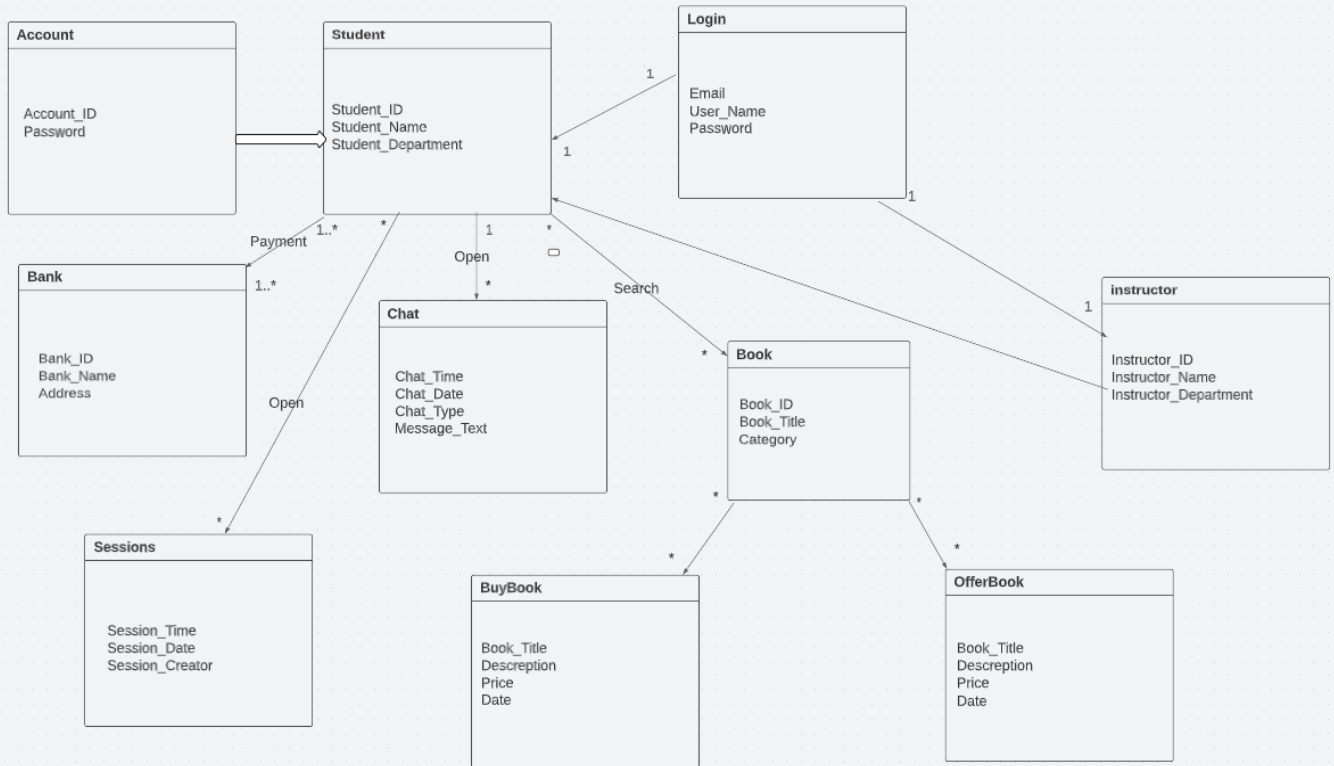 Account
Account_ID
Password
Student
Student_ID
Student_Name
Student_Department
Login
Email
User_Name
Password
1
1
1
1
Payment
1..*
1..*
*
Open
*
1
Open
*
*
Search
*
Bank
Bank_ID
Bank_Name
Address
Chat
Chat_Time
Chat_Date
Chat_Type
Message_Text
Book
Book_ID
Book_Title
Category
instructor
Instructor_ID
Instructor_Name
Instructor_Department
*
*
*
*
Sessions
Session_Time
Session_Date
Session_Creator
BuyBook
Book_Title
Descreption
Price
Date
OfferBook
Book_Title
Descreption
Price
Date